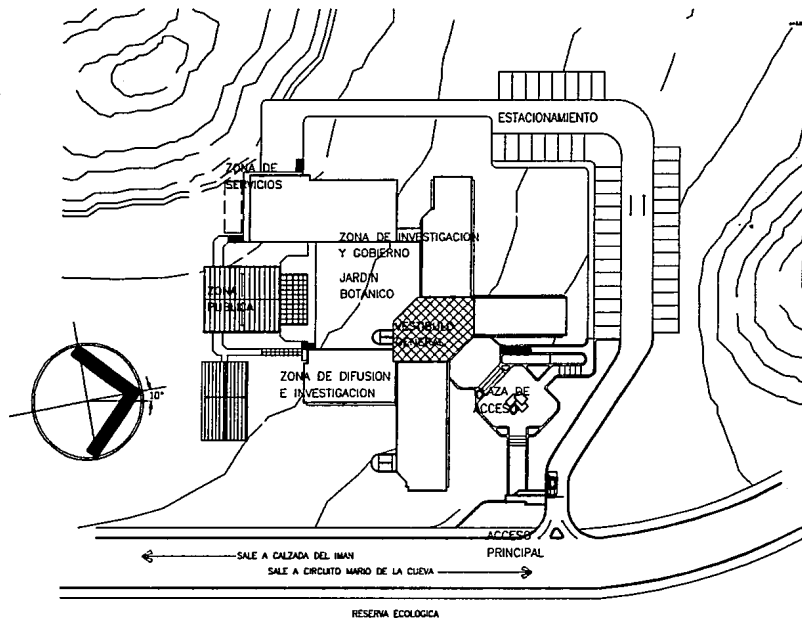 ESTACIONAMIENTO
ZONA DE
SERVICIOS
ZONA DE INVESTIGACION
Y GOBIERNO
JARDIN
BOTANICO
ZONA
PUBLICA
VESTIBULO
GENERAL
ZONA DE DIFUSION
E INVESTIGACION
PLAZA DE
ACCESO
10°
ACCESO
PRINCIPAL
SALE A CALZADA DEL IMAN
SALE A CIRCUITO MARIO DE LA CUEVA
RESERVA ECOLOGICA